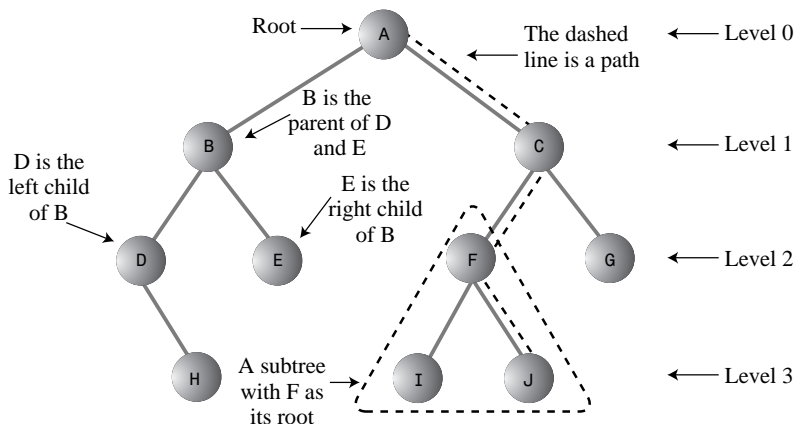 Root
A
The dashed
line is a path
Level 0
B is the
parent of D
and E
B
C
Level 1
D is the
left child
of B
E is the
right child
of B
D
E
F
G
Level 2
H
A subtree
with F as
its root
I
J
Level 3